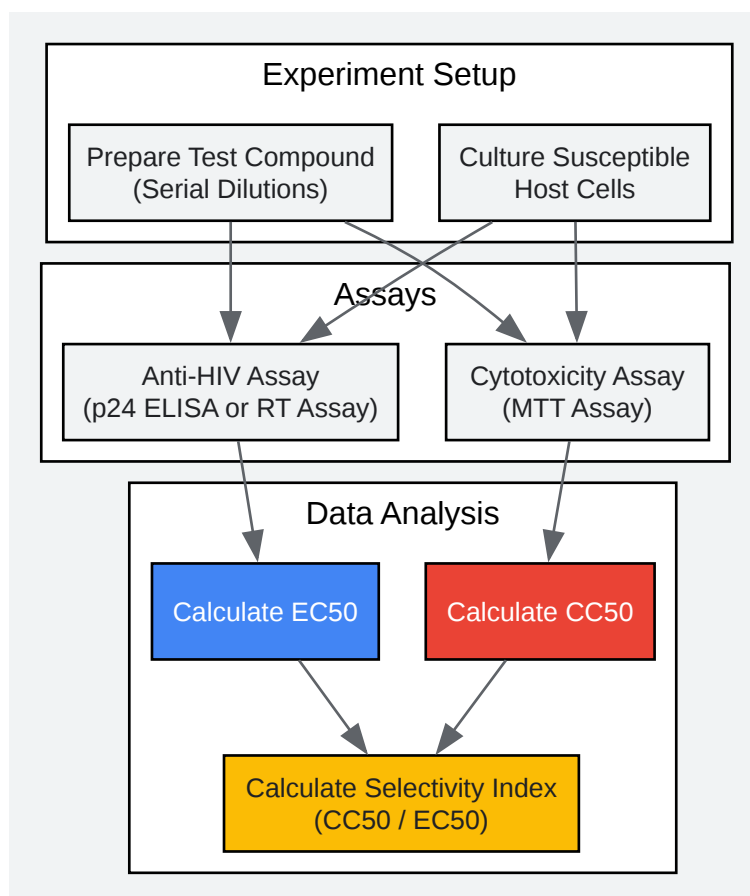 Experiment Setup
Prepare Test Compound
(Serial Dilutions)
Culture Susceptible
Host Cells
Assays
Anti-HIV Assay
(p24 ELISA or RT Assay)
Cytotoxicity Assay
(MTT Assay)
Data Analysis
Calculate EC50
Calculate CC50
Calculate Selectivity Index
(CC50 / EC50)